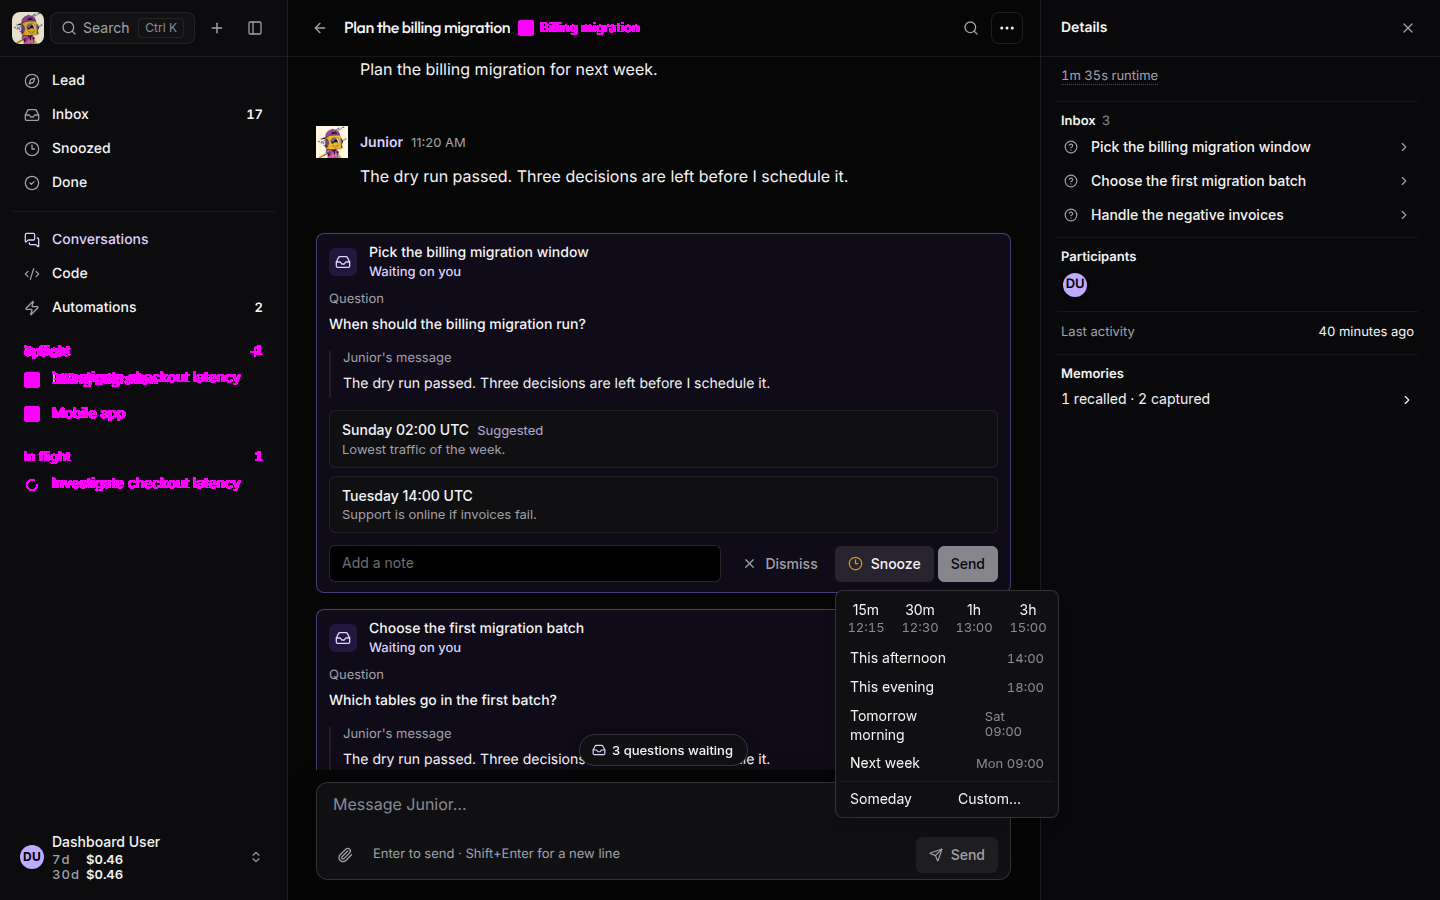 Search Ctrl K
Lead
Inbox 17
Snoozed
Done
Conversations
Code
Automations 2
checkout latency
Mobile app
In flight 1
Investigate checkout latency
Dashboard User
DU
7d $0.46
30d $0.46
Plan the billing migration Billing migration
Plan the billing migration for next week.
Junior 11:20 AM
The dry run passed. Three decisions are left before I schedule it.
Pick the billing migration window
Waiting on you
Question
When should the billing migration run?
Junior's message
The dry run passed. Three decisions are left before I schedule it.
Sunday 02:00 UTC Suggested
Lowest traffic of the week.
Tuesday 14:00 UTC
Support is online if invoices fail.
Add a note Dismiss Snooze Send
15m 30m 1h 3h
12:15 12:30 13:00 15:00
This afternoon 14:00
This evening 18:00
Tomorrow morning Sat 09:00
Next week Mon 09:00
Someday Custom...
Choose the first migration batch
Waiting on you
Question
Which tables go in the first batch?
Junior's message
The dry run passed. Three decisions
3 questions waiting
it.
Message Junior...
Enter to send · Shift+Enter for a new line Send
Details
1m 35s runtime
Inbox 3
Pick the billing migration window
Choose the first migration batch
Handle the negative invoices
Participants
DU
Last activity 40 minutes ago
Memories
1 recalled · 2 captured